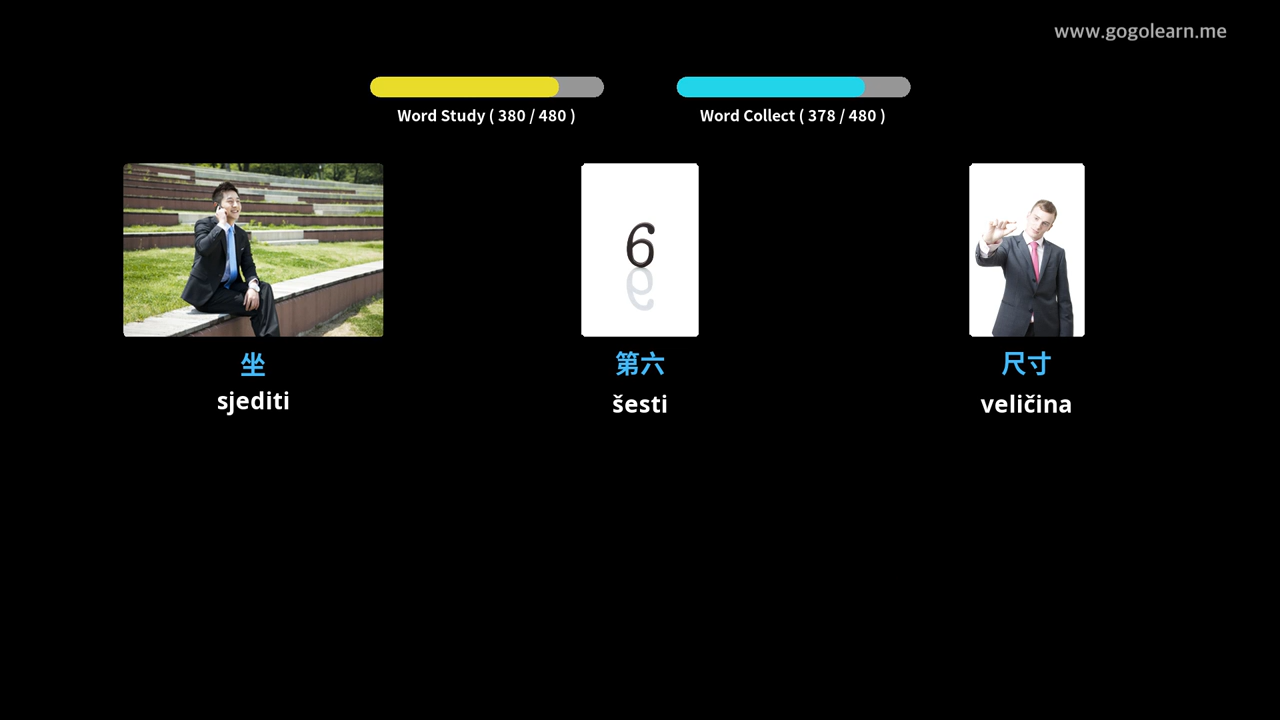 www.gogolearn.me
Word Study ( 380 / 480 )
Word Collect ( 378 / 480 )
6
坐
第六
尺寸
sjediti
šesti
veličina